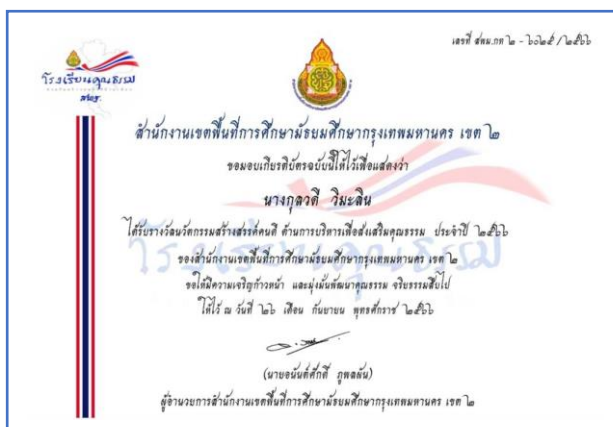 เลขที่ สพม.กท ๒ - ๖๐๒๕ /๒๕๖๖
โรงเรียนคุณธรรม
สพฐ.
สำนักงานเขตพื้นที่การศึกษามัธยมศึกษากรุงเทพมหานคร เขต ๒
ขอมอบเกียรติบัตรฉบับนี้ให้ไว้เพื่อแสดงว่า
นางกุลวดี วิมะลิน
ได้รับรางวัลนวัตกรรมสร้างสรรค์คนดี ด้านการบริหารเพื่อส่งเสริมคุณธรรม ประจำปี ๒๕๖๖
ของสำนักงานเขตพื้นที่การศึกษามัธยมศึกษากรุงเทพมหานคร เขต ๒
โรงเรียนคุณธรรม
ขอให้มีความเจริญก้าวหน้า และมุ่งมั่นพัฒนาคุณธรรม จริยธรรมสืบไป
ให้ไว้ ณ วันที่ ๒๖ เดือน กันยายน พุทธศักราช ๒๕๖๖
(นายอนันต์ศักดิ์ ภูพลผัน)
ผู้อำนวยการสำนักงานเขตพื้นที่การศึกษามัธยมศึกษากรุงเทพมหานคร เขต ๒